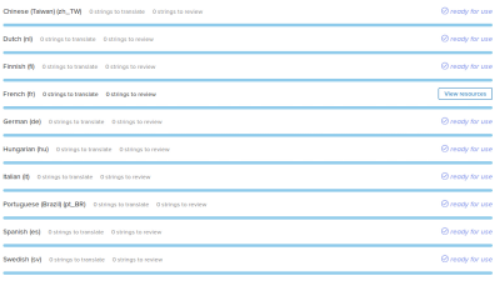 Chinese (Taiwan) (zh_TW) 0 strings to translate 0 strings to review ready for use
Dutch (nl) 0 strings to translate 0 strings to review ready for use
Finnish (fi) 0 strings to translate 0 strings to review ready for use
French (fr) 0 strings to translate 0 strings to review View resources
German (de) 0 strings to translate 0 strings to review ready for use
Hungarian (hu) 0 strings to translate 0 strings to review ready for use
Italian (it) 0 strings to translate 0 strings to review ready for use
Portuguese (Brazil) (pt_BR) 0 strings to translate 0 strings to review ready for use
Spanish (es) 0 strings to translate 0 strings to review ready for use
Swedish (sv) 0 strings to translate 0 strings to review ready for use